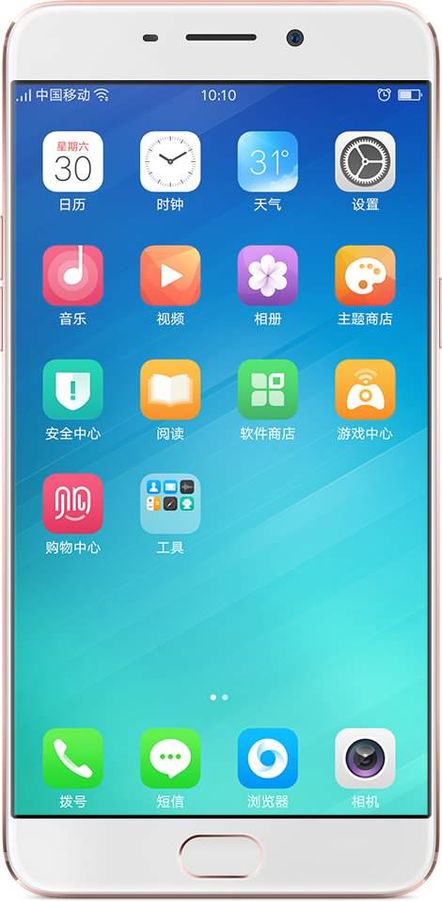 中国移动 10:10
星期六
30
31°
日历 时钟 天气 设置
音乐 视频 相册 主题商店
安全中心 阅读 软件商店 游戏中心
购物中心 工具
拨号 短信 浏览器 相机